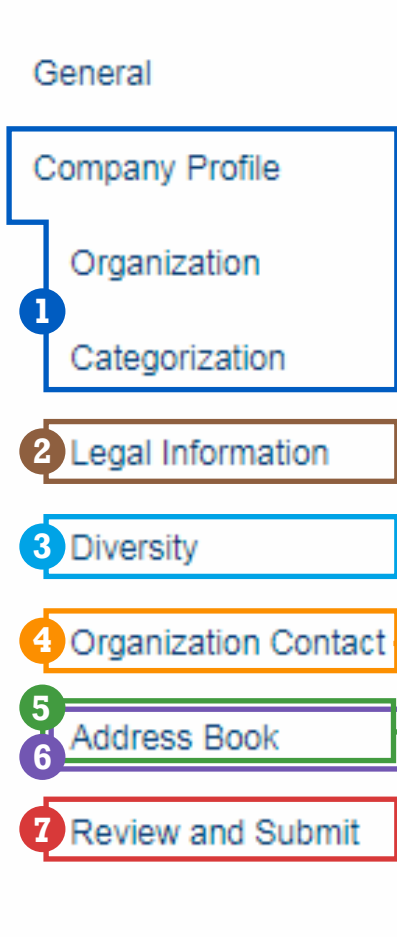 General
Company Profile
Organization
1
Categorization
2 Legal Information
3 Diversity
4 Organization Contact
5
Address Book
6
7 Review and Submit